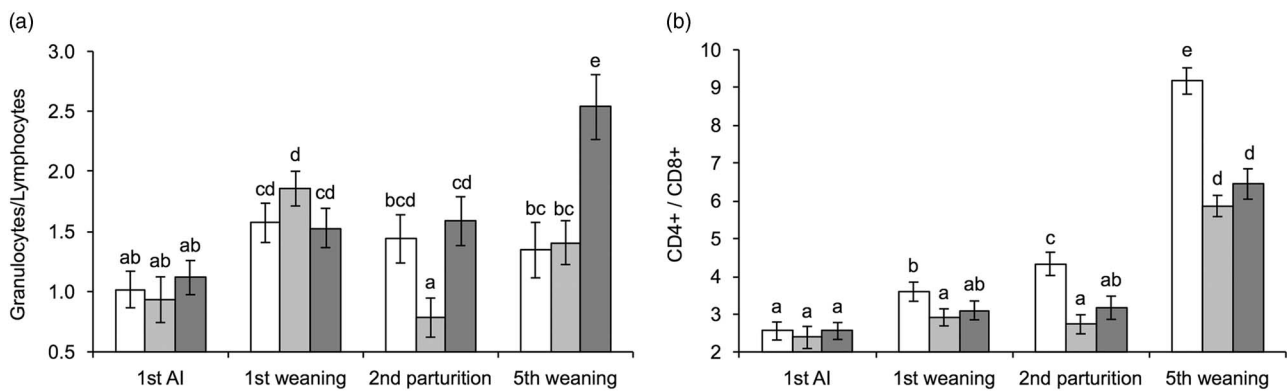 (a)
Granulocytes/Lymphocytes
3.0
2.5
2.0
1.5
1.0
0.5
ab ab ab
cd d cd
bcd a cd
bc bc e
1st AI 1st weaning 2nd parturition 5th weaning
(b)
CD4+ / CD8+
10
9
8
7
6
5
4
3
2
a a a
b a ab
c a ab
e d d
1st AI 1st weaning 2nd parturition 5th weaning